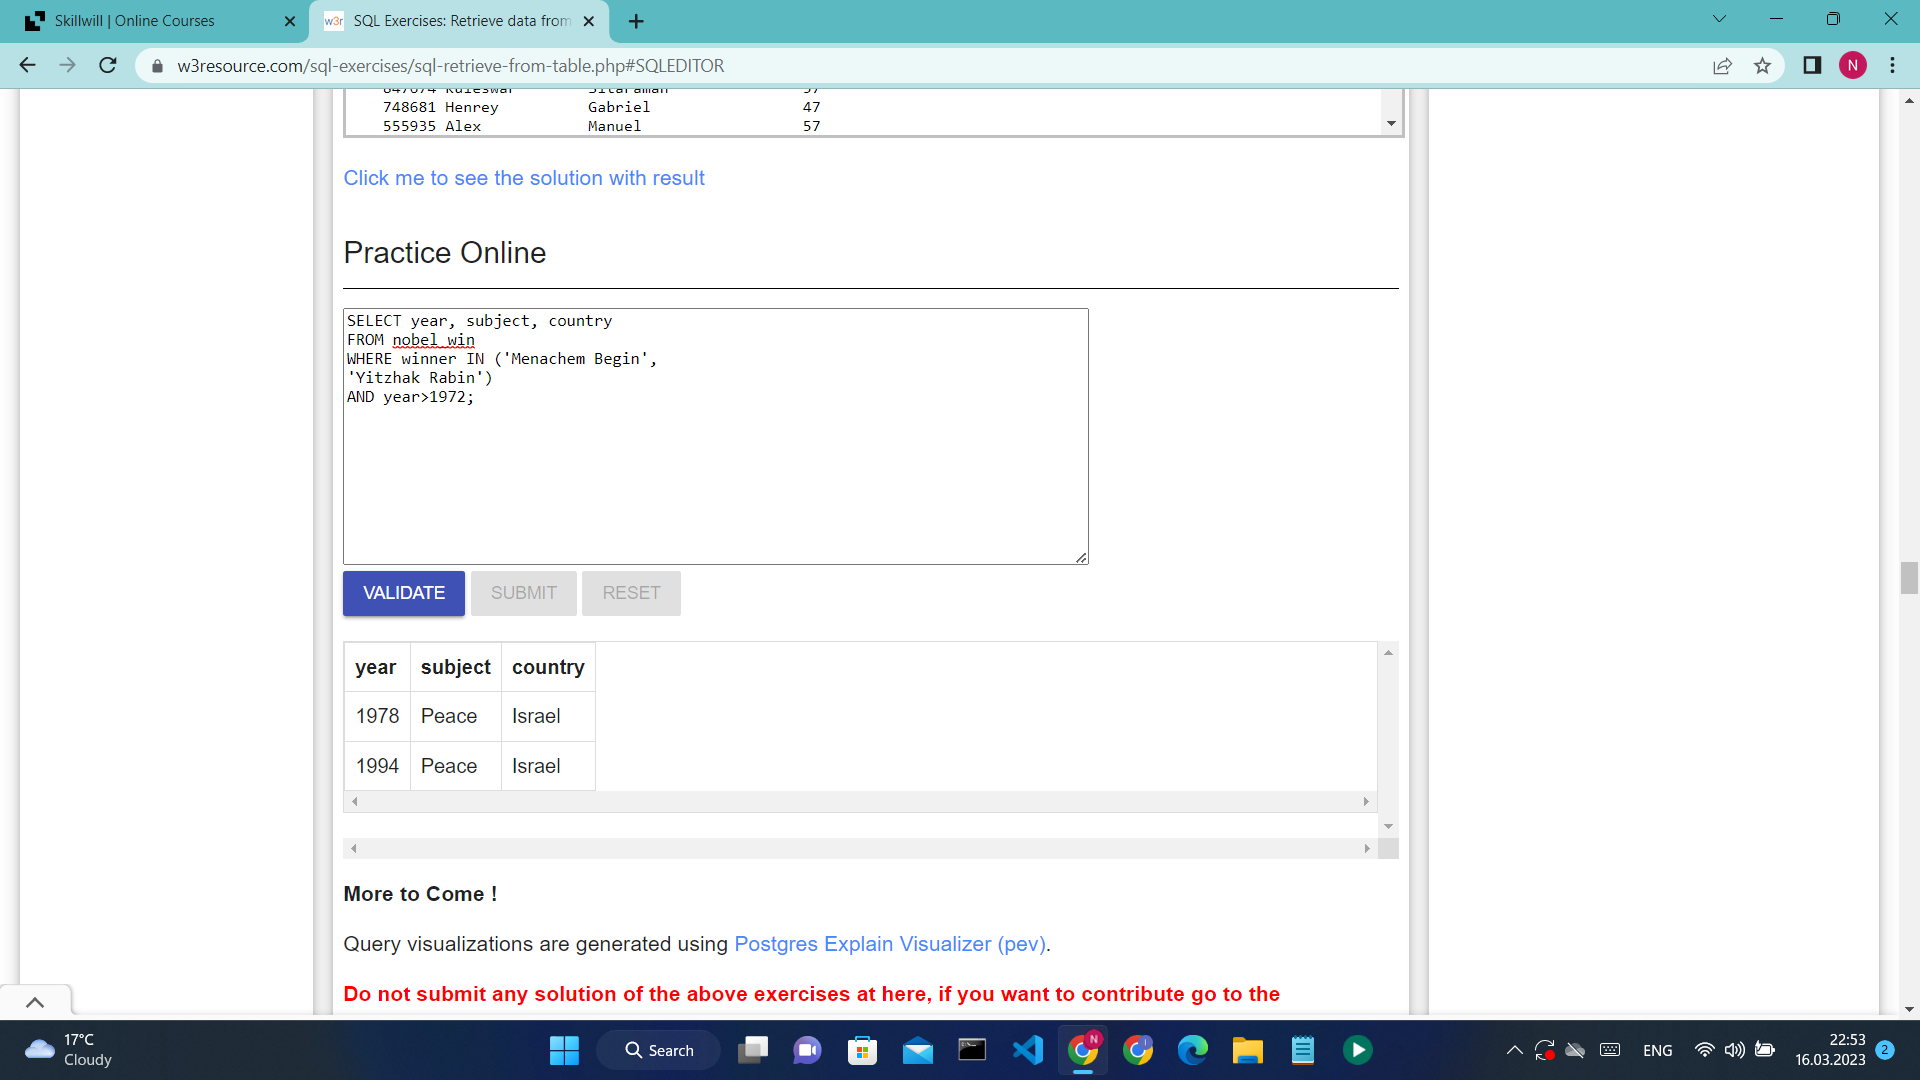 Skillwill | Online Courses
w3r SQL Exercises: Retrieve data from
w3resource.com/sql-exercises/sql-retrieve-from-table.php#SQLEDITOR
N
847674 Kuleswar Sitaraman 57
748681 Henrey Gabriel 47
555935 Alex Manuel 57
Click me to see the solution with result
Practice Online
SELECT year, subject, country
FROM nobel_win
WHERE winner IN ('Menachem Begin',
'Yitzhak Rabin')
AND year>1972;
VALIDATE SUBMIT RESET
year subject country
1978 Peace Israel
1994 Peace Israel
More to Come !
Query visualizations are generated using Postgres Explain Visualizer (pev).
Do not submit any solution of the above exercises at here, if you want to contribute go to the
17°C
Cloudy
Search
N
ENG
22:53
16.03.2023
2